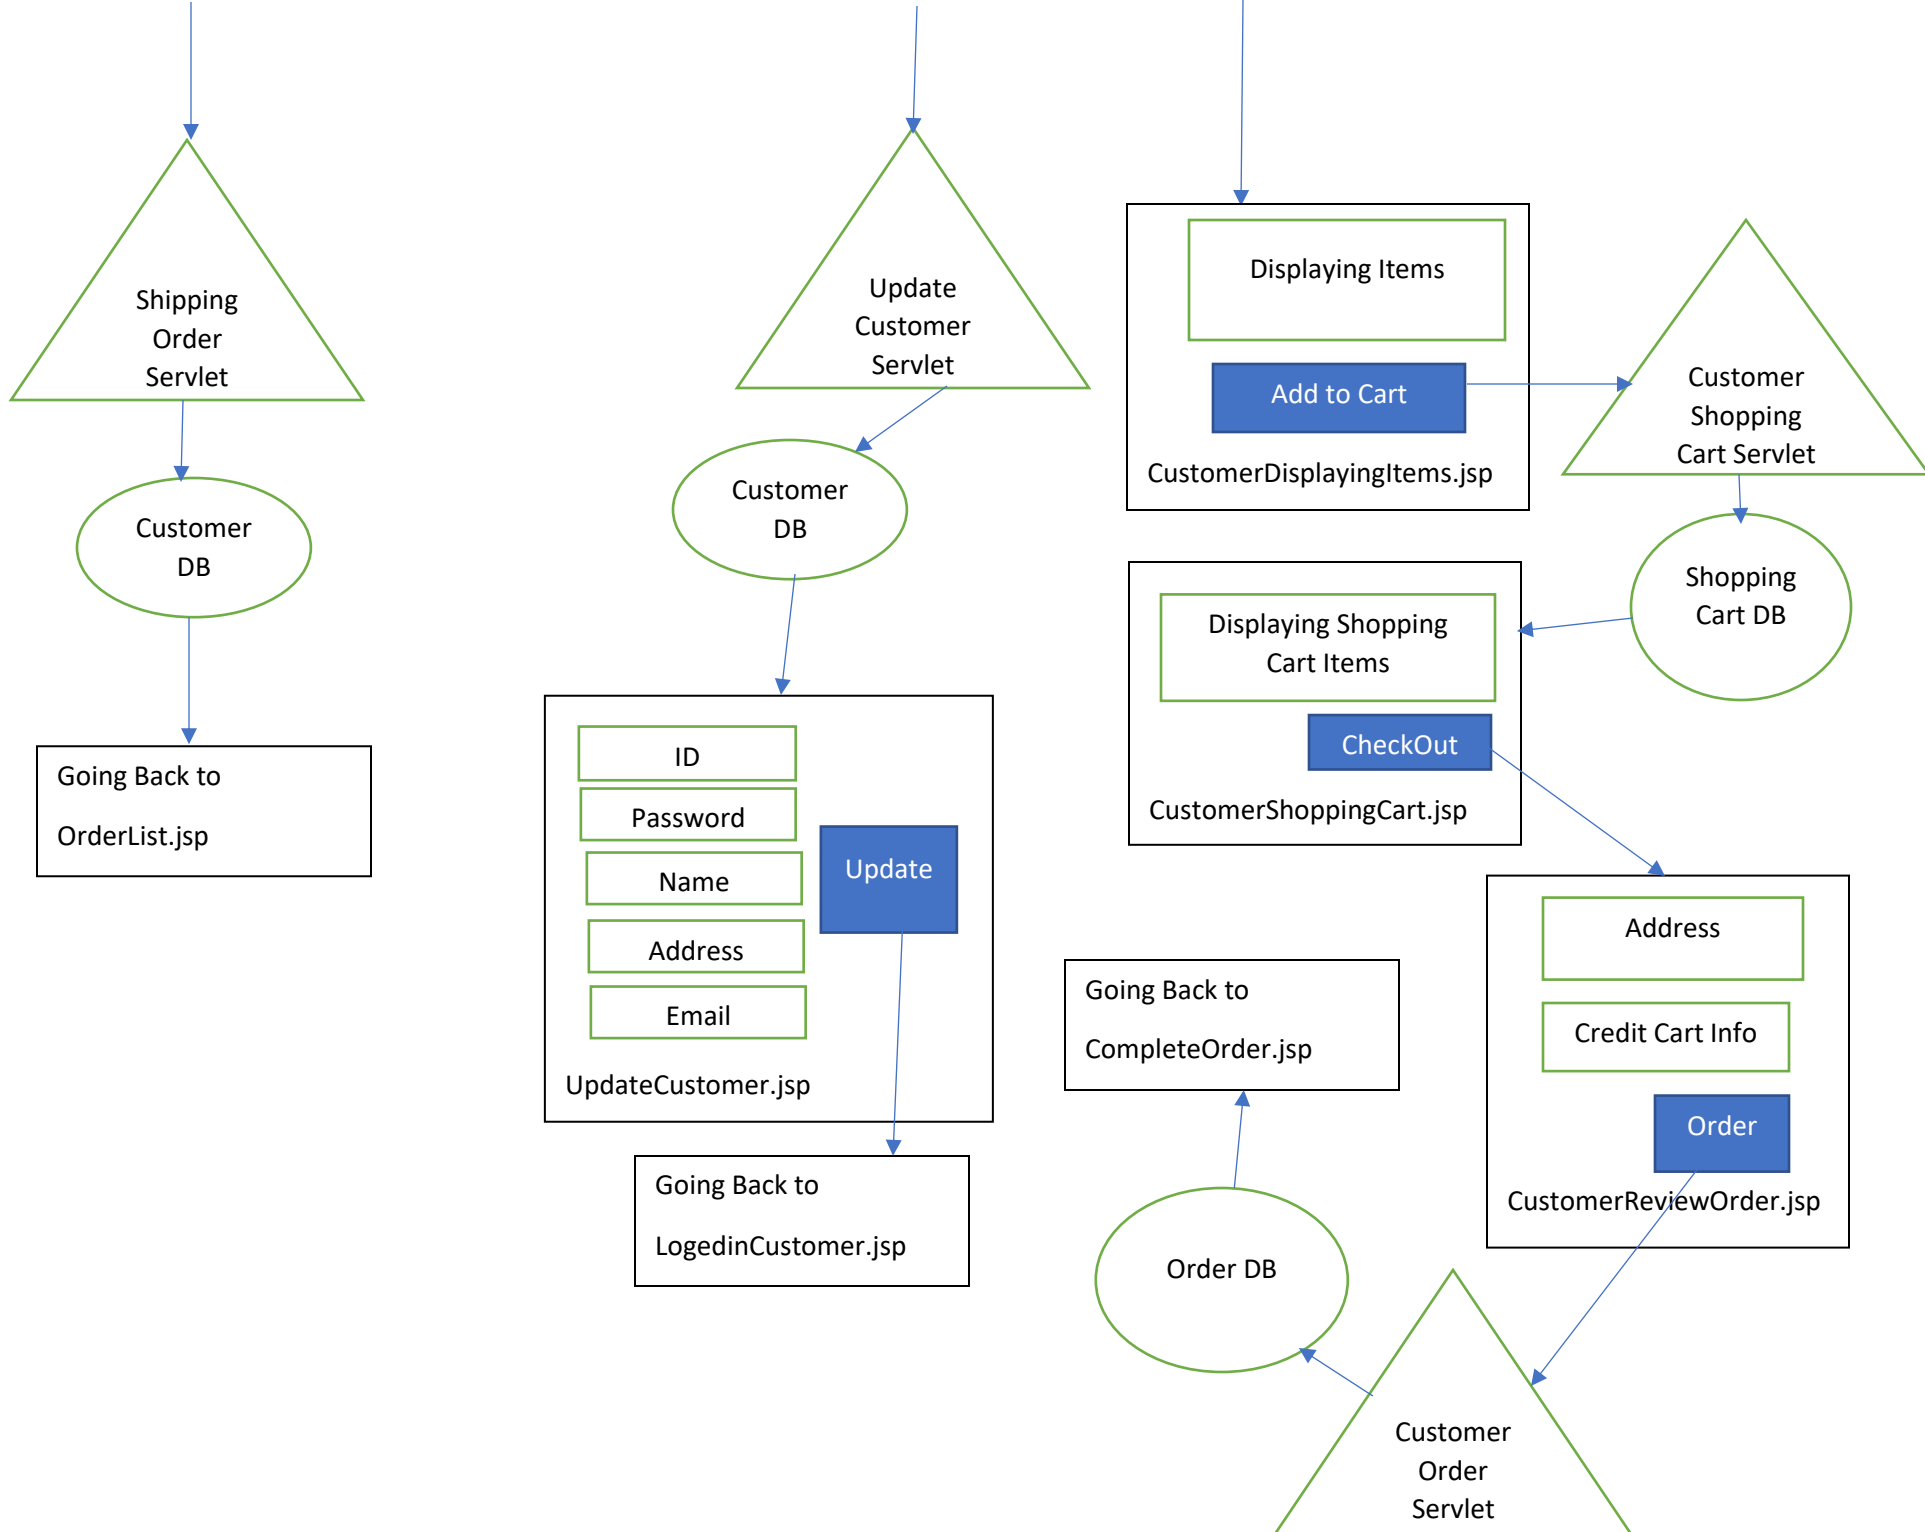 Shipping
Order
Servlet
Customer
DB
Going Back to
OrderList.jsp
Update
Customer
Servlet
Customer
DB
ID
Password
Name
Address
Email
Update
UpdateCustomer.jsp
Going Back to
LogedinCustomer.jsp
Displaying Items
Add to Cart
CustomerDisplayingItems.jsp
Customer
Shopping
Cart Servlet
Shopping
Cart DB
Displaying Shopping
Cart Items
CheckOut
CustomerShoppingCart.jsp
Address
Credit Cart Info
Order
CustomerReviewOrder.jsp
Customer
Order
Servlet
Order DB
Going Back to
CompleteOrder.jsp